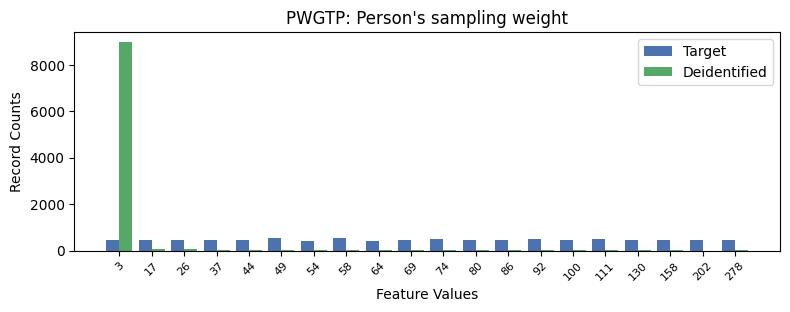 PWGTP: Person's sampling weight
Target
Deidentified
Record Counts
8000
6000
4000
2000
0
3 17 26 37 44 49 54 58 64 69 74 80 86 92 100 111 130 158 202 278
Feature Values